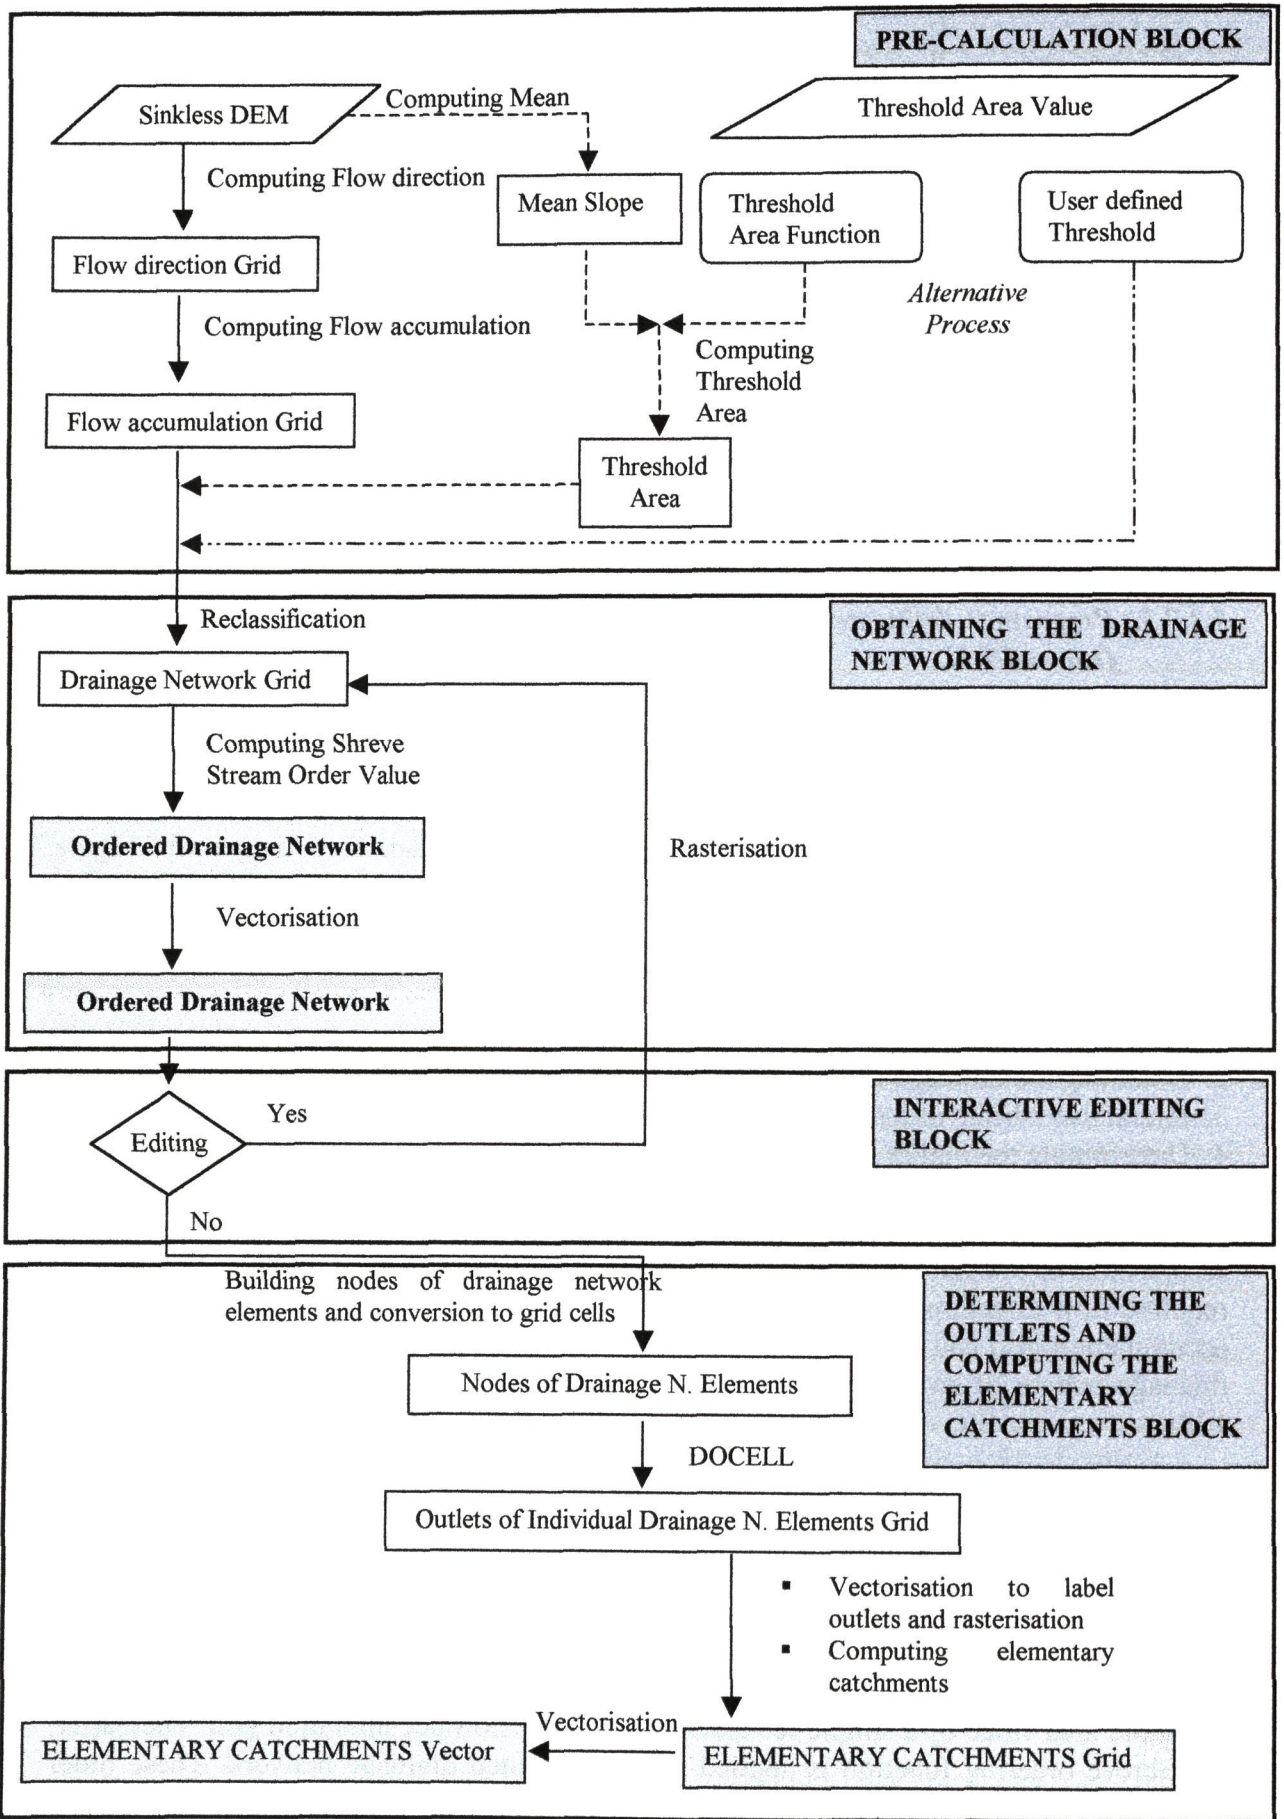 PRE-CALCULATION BLOCK
Sinkless DEM
Computing Mean
Threshold Area Value
Computing Flow direction
Mean Slope
Threshold
Area Function
User defined
Threshold
Flow direction Grid
Alternative
Process
Computing Flow accumulation
Computing
Threshold
Area
Flow accumulation Grid
Threshold
Area
Reclassification
OBTAINING THE DRAINAGE
NETWORK BLOCK
Drainage Network Grid
Computing Shreve
Stream Order Value
Ordered Drainage Network
Rasterisation
Vectorisation
Ordered Drainage Network
INTERACTIVE EDITING
BLOCK
Yes
Editing
No
Building nodes of drainage network
elements and conversion to grid cells
DETERMINING THE
OUTLETS AND
COMPUTING THE
ELEMENTARY
CATCHMENTS BLOCK
Nodes of Drainage N. Elements
DOCELL
Outlets of Individual Drainage N. Elements Grid
▪ Vectorisation to label
outlets and rasterisation
▪ Computing elementary
catchments
Vectorisation
ELEMENTARY CATCHMENTS Vector
ELEMENTARY CATCHMENTS Grid